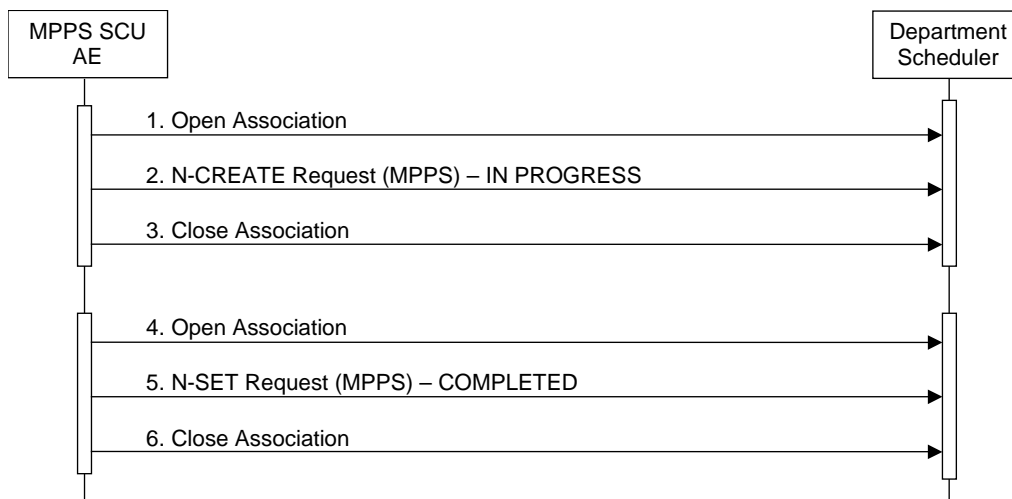 MPPS SCU
AE
Department
Scheduler
1. Open Association
2. N-CREATE Request (MPPS) – IN PROGRESS
3. Close Association
4. Open Association
5. N-SET Request (MPPS) – COMPLETED
6. Close Association